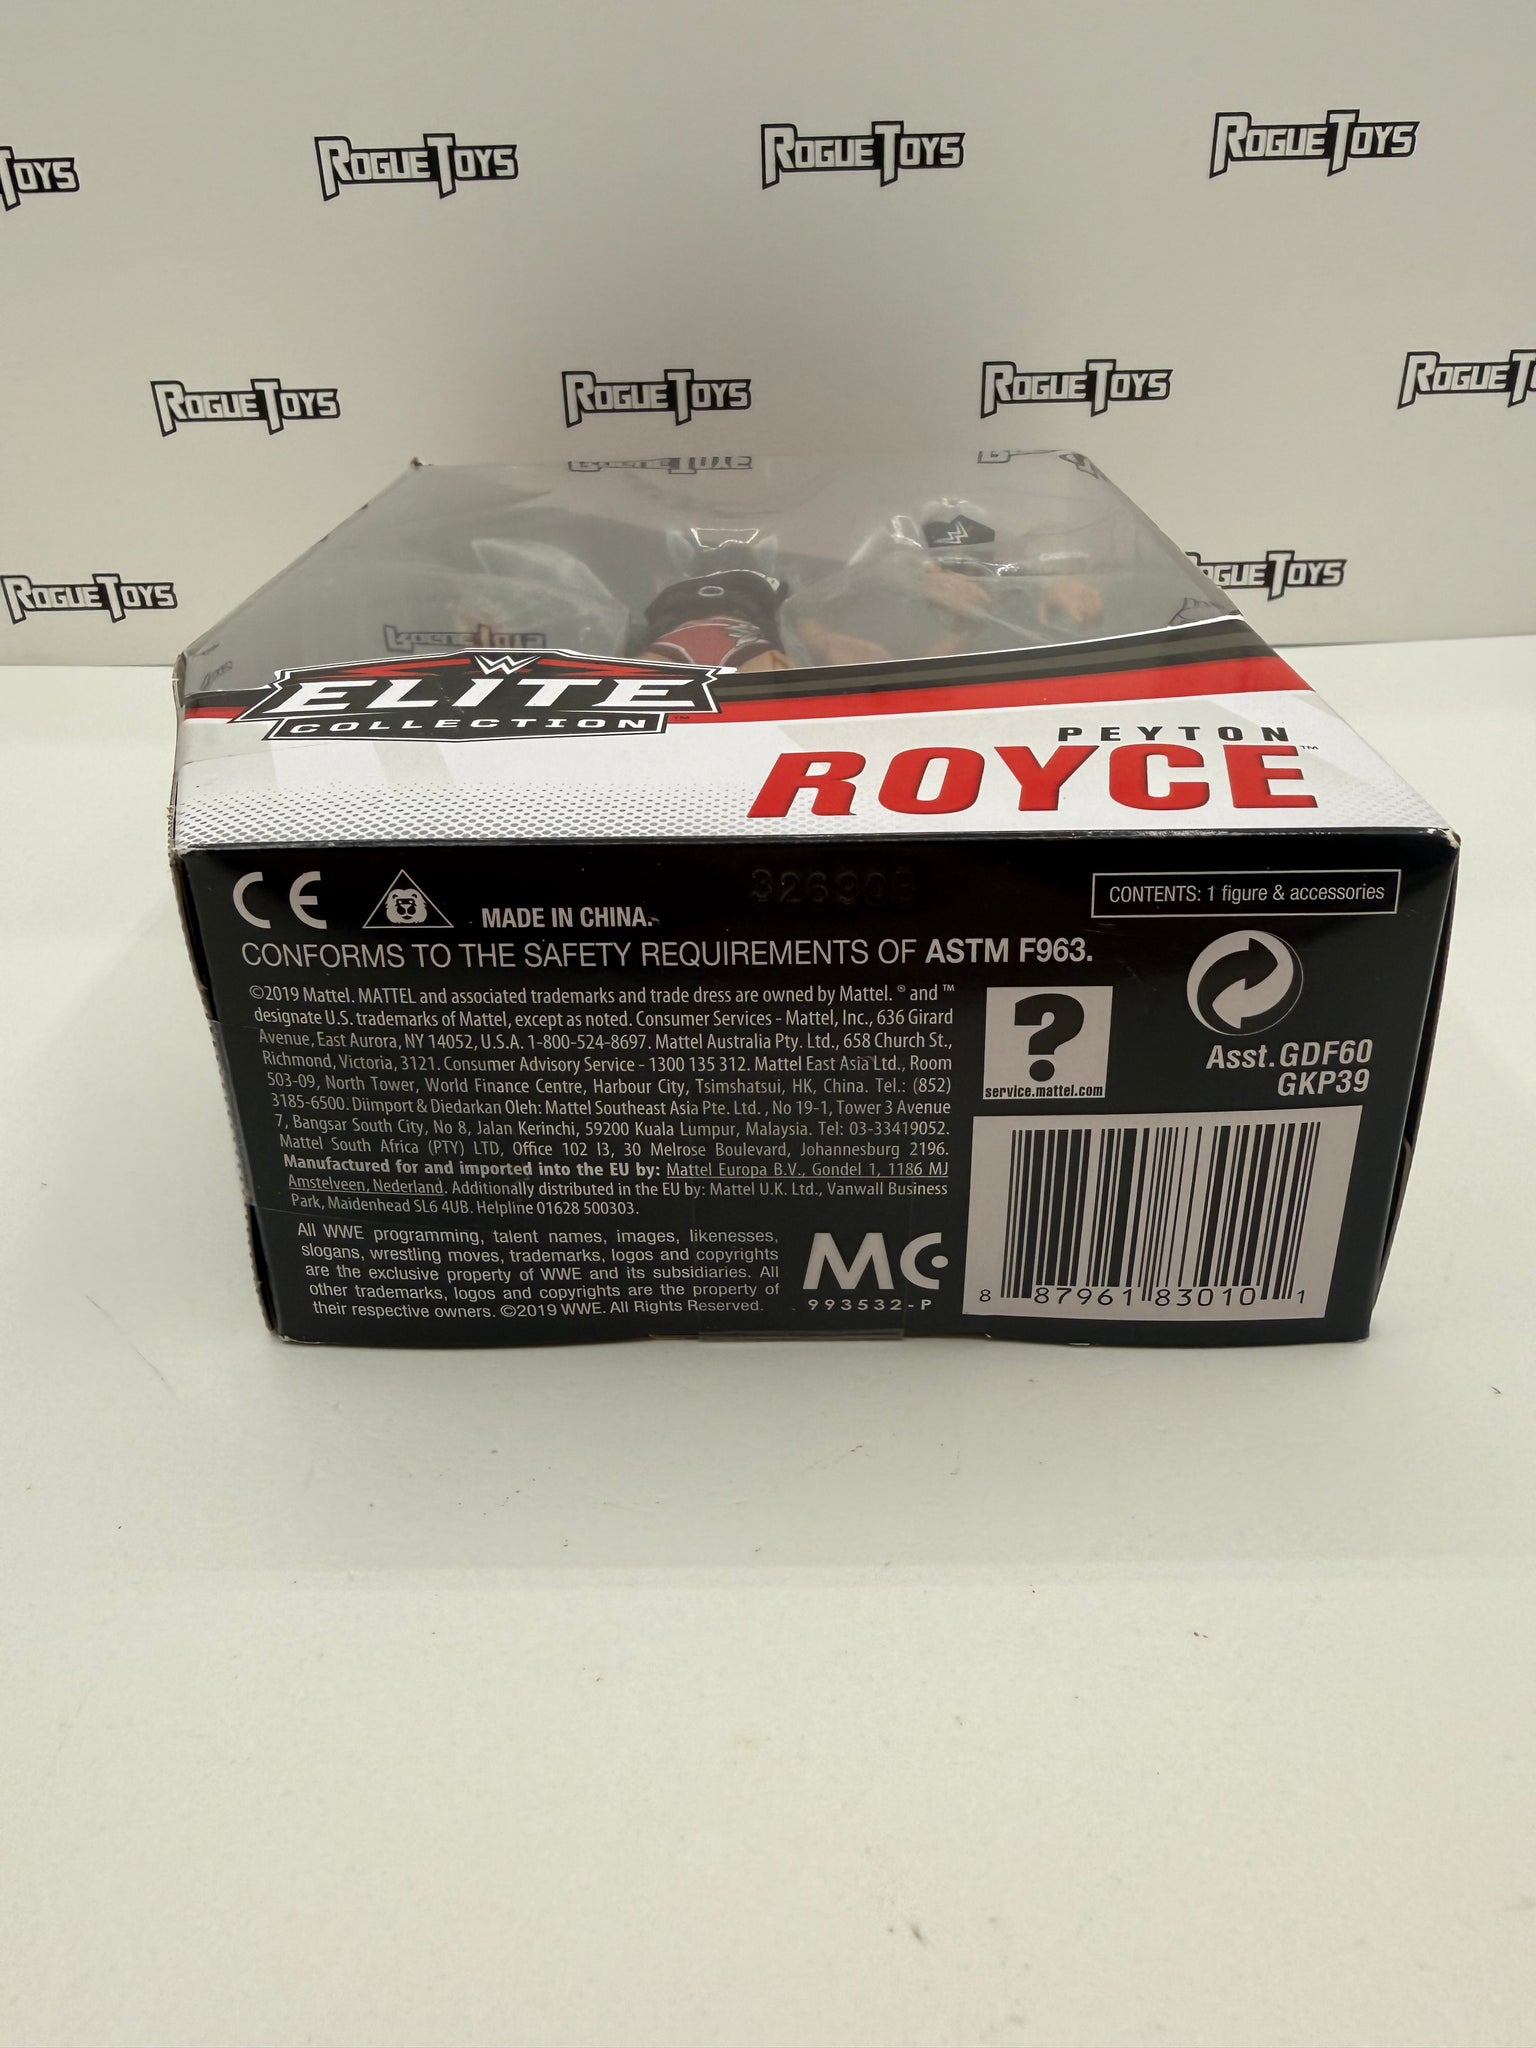 TOYS
ROGUE TOYS
ROGUE TOYS
ROGUE TOYS
ROGUE TOYS
ROGUE TOYS
ROGUE TOYS
ROGUE T
ROGUE TOYS
OGUE TOYS
W
ELITE
COLLECTION™
PEYTON
ROYCE™
CE
MADE IN CHINA.
326903
CONTENTS: 1 figure & accessories
CONFORMS TO THE SAFETY REQUIREMENTS OF ASTM F963.
©2019 Mattel. MATTEL and associated trademarks and trade dress are owned by Mattel. ® and ™
designate U.S. trademarks of Mattel, except as noted. Consumer Services - Mattel, Inc., 636 Girard
Avenue, East Aurora, NY 14052, U.S.A. 1-800-524-8697. Mattel Australia Pty. Ltd., 658 Church St.,
Richmond, Victoria, 3121. Consumer Advisory Service - 1300 135 312. Mattel East Asia Ltd., Room
503-09, North Tower, World Finance Centre, Harbour City, Tsimshatsui, HK, China. Tel.: (852)
3185-6500. Diimport & Diedarkan Oleh: Mattel Southeast Asia Pte. Ltd. , No 19-1, Tower 3 Avenue
7, Bangsar South City, No 8, Jalan Kerinchi, 59200 Kuala Lumpur, Malaysia. Tel: 03-33419052.
Mattel South Africa (PTY) LTD, Office 102 I3, 30 Melrose Boulevard, Johannesburg 2196.
Manufactured for and imported into the EU by: Mattel Europa B.V., Gondel 1, 1186 MJ
Amstelveen, Nederland. Additionally distributed in the EU by: Mattel U.K. Ltd., Vanwall Business
Park, Maidenhead SL6 4UB. Helpline 01628 500303.
All WWE programming, talent names, images, likenesses,
slogans, wrestling moves, trademarks, logos and copyrights
are the exclusive property of WWE and its subsidiaries. All
other trademarks, logos and copyrights are the property of
their respective owners. ©2019 WWE. All Rights Reserved.
MC
993532-P
?
service.mattel.com
Asst. GDF60
GKP39
8 87961 83010 1